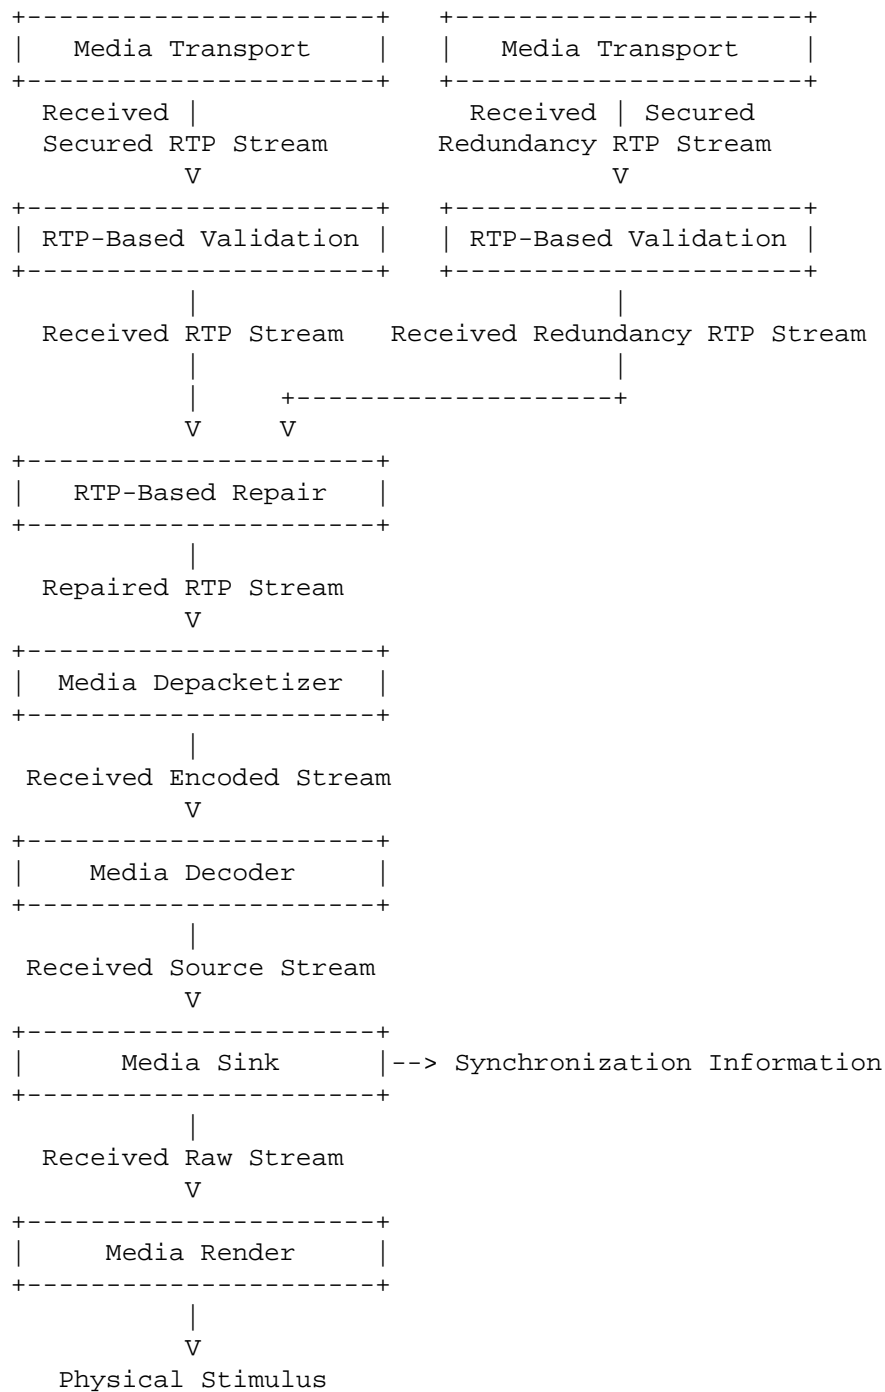 +----------------------+   +----------------------+
|   Media Transport    |   |   Media Transport    |
+----------------------+   +----------------------+
  Received |                 Received | Secured
  Secured RTP Stream       Redundancy RTP Stream
           V                          V
+----------------------+   +----------------------+
| RTP-Based Validation |   | RTP-Based Validation |
+----------------------+   +----------------------+
           |                          |
  Received RTP Stream   Received Redundancy RTP Stream
           |                          |
           |     +--------------------+
           V     V
+----------------------+
|   RTP-Based Repair   |
+----------------------+
           |
  Repaired RTP Stream
           V
+----------------------+
|  Media Depacketizer  |
+----------------------+
           |
 Received Encoded Stream
           V
+----------------------+
|    Media Decoder     |
+----------------------+
           |
 Received Source Stream
           V
+----------------------+
|      Media Sink      |--> Synchronization Information
+----------------------+
           |
  Received Raw Stream
           V
+----------------------+
|     Media Render     |
+----------------------+
           |
           V
   Physical Stimulus